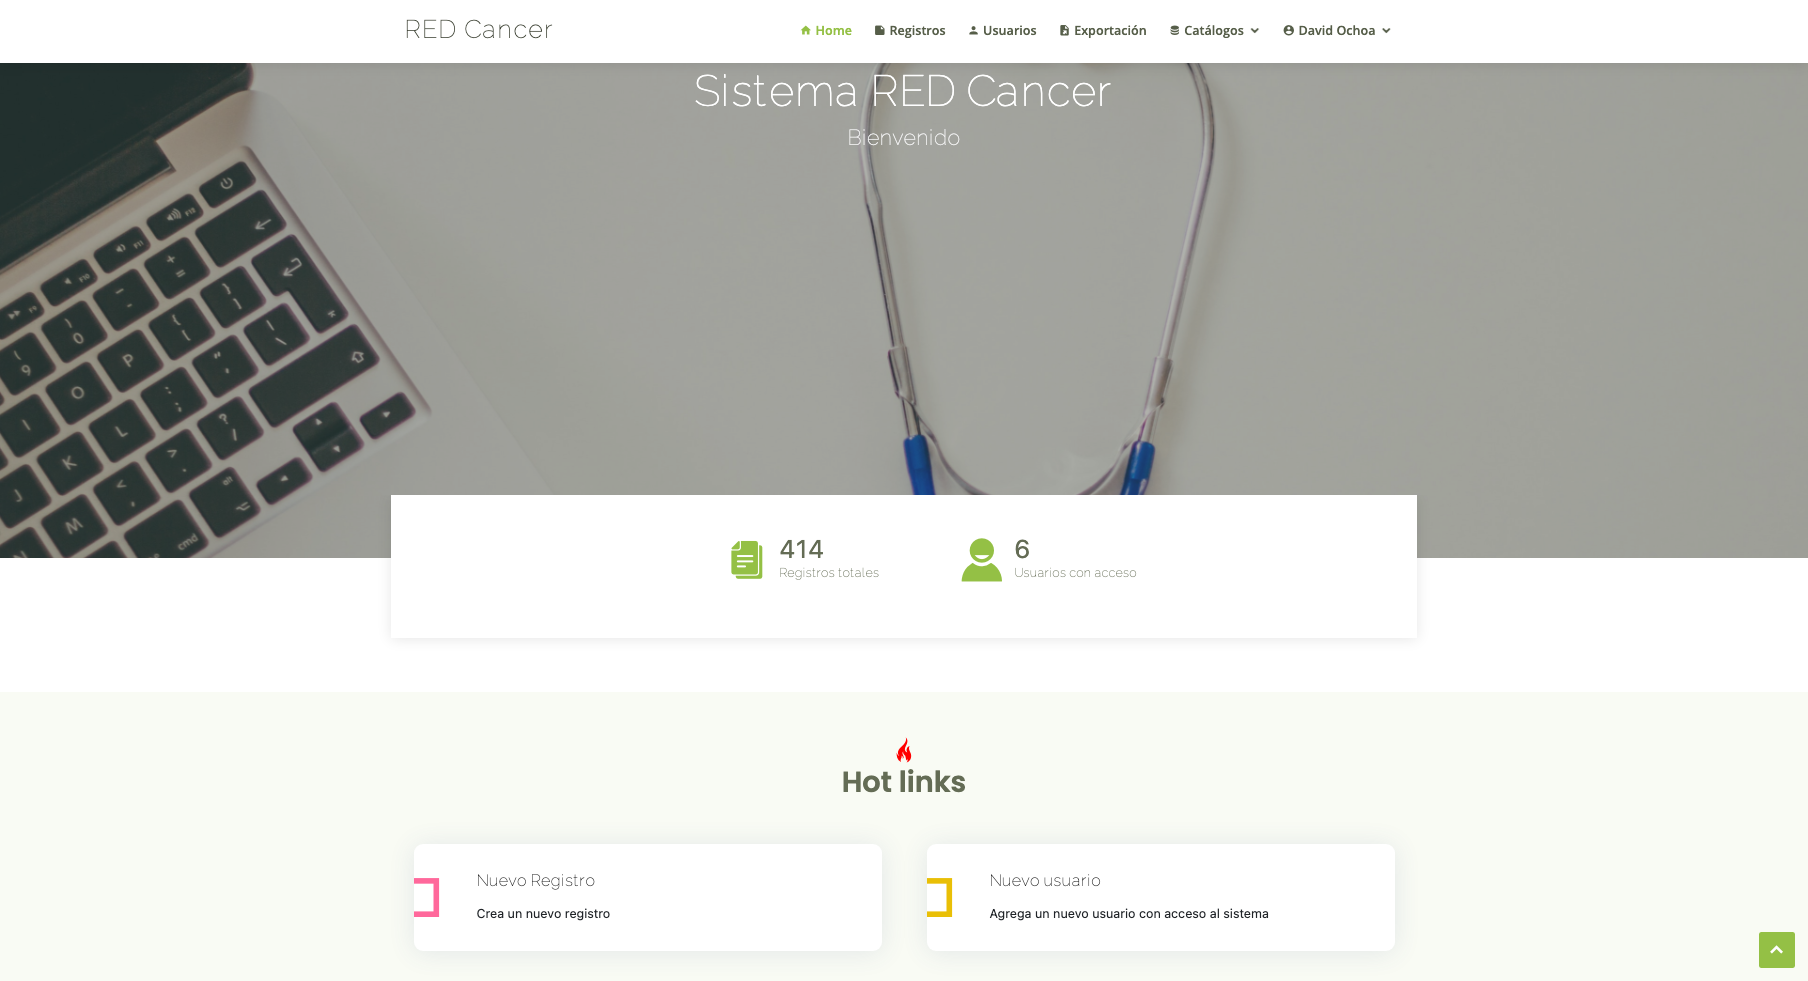 RED Cancer
Home Registros Usuarios Exportación Catálogos David Ochoa
Sistema RED Cancer
Bienvenido
414
Registros totales
6
Usuarios con acceso
Hot links
Nuevo Registro
Crea un nuevo registro
Nuevo usuario
Agrega un nuevo usuario con acceso al sistema